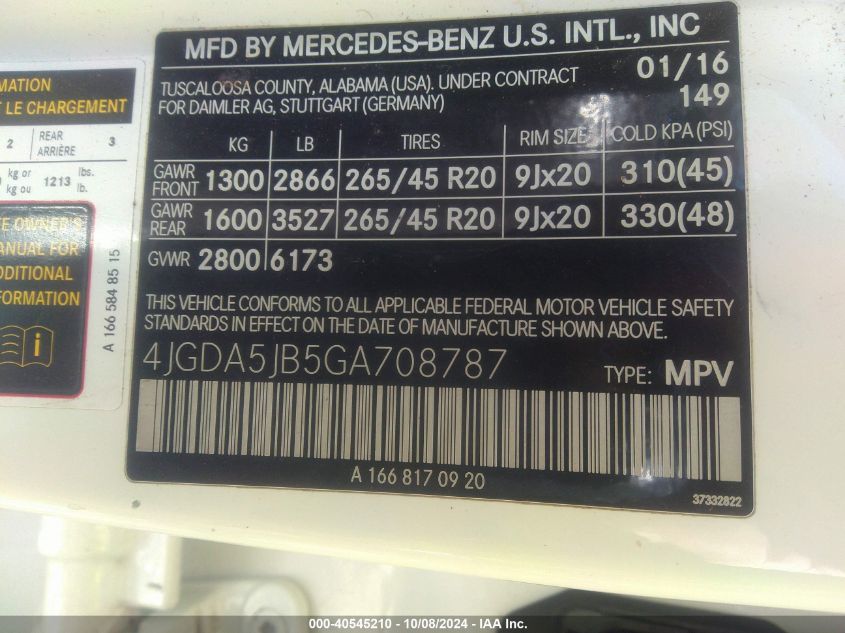 MFD BY MERCEDES-BENZ U.S. INTL., INC
TUSCALOOSA COUNTY, ALABAMA (USA). UNDER CONTRACT
FOR DAIMLER AG, STUTTGART (GERMANY)
01/16
149
KG LB TIRES RIM SIZE COLD KPA (PSI)
GAWR FRONT 1300 2866 265/45 R20 9Jx20 310(45)
GAWR REAR 1600 3527 265/45 R20 9Jx20 330(48)
GVWR 2800 6173
THIS VEHICLE CONFORMS TO ALL APPLICABLE FEDERAL MOTOR VEHICLE SAFETY
STANDARDS IN EFFECT ON THE DATE OF MANUFACTURE SHOWN ABOVE.
4JGDA5JB5GA708787 TYPE: MPV
A 166 817 09 20
37332822
LE CHARGEMENT
2 REAR ARRIÈRE 3
kg or kg ou 1213 lbs. lb.
OWNER'S
FOR
A 166 584 85 15
000-40545210 - 10/08/2024 - IAA Inc.